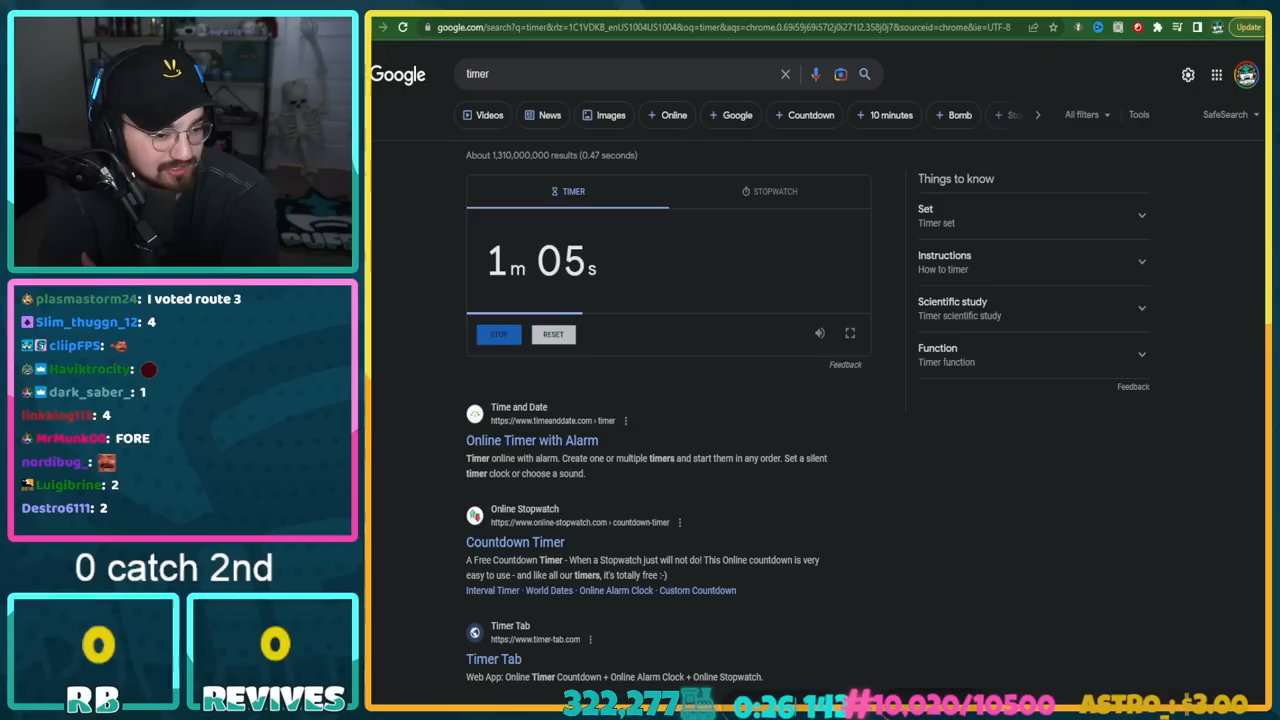 google.com/search?q=timer&rlz=1C1VDKB_enUS1004US1004&oq=timer&aqs=chrome.0.69i59j69i57l2j0i271l2.358j0j7&sourceid=chrome&ie=UTF-8
Update
Google
timer
Videos
News
Images
Online
Google
Countdown
10 minutes
Bomb
All filters
Tools
SafeSearch
About 1,310,000,000 results (0.47 seconds)
TIMER
STOPWATCH
1m 05s
STOP
RESET
Feedback
Things to know
Set
Timer set
Instructions
How to timer
Scientific study
Timer scientific study
Function
Timer function
Feedback
Time and Date
https://www.timeanddate.com › timer
Online Timer with Alarm
Timer online with alarm. Create one or multiple timers and start them in any order. Set a silent
timer clock or choose a sound.
Online Stopwatch
https://www.online-stopwatch.com › countdown-timer
Countdown Timer
A Free Countdown Timer - When a Stopwatch just will not do! This Online countdown is very
easy to use - and like all our timers, it's totally free :-)
Interval Timer · World Dates · Online Alarm Clock · Custom Countdown
Timer Tab
https://www.timer-tab.com
Timer Tab
Web App: Online Timer Countdown + Online Alarm Clock + Online Stopwatch.
plasmastorm24: I voted route 3
Slim_thuggn_12: 4
cliipFPS:
Haviktrocity:
dark_saber_: 1
linkking115: 4
MrMunk00: FORE
nordibug_:
Luigibrine: 2
Destro6111: 2
0 catch 2nd
0
RB
0
REVIVES
322,277
0:26
10,020/10500
ASTRO_: $3.00